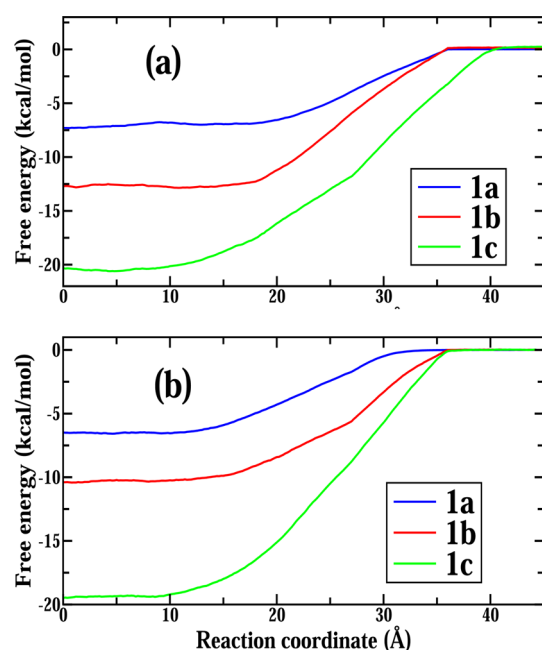 (a)
Free energy (kcal/mol)
0
-5
-10
-15
-20
1a
1b
1c
0 10 20 30 40
(b)
Free energy (kcal/mol)
0
-5
-10
-15
-20
1a
1b
1c
0 10 20 30 40
Reaction coordinate (Å)